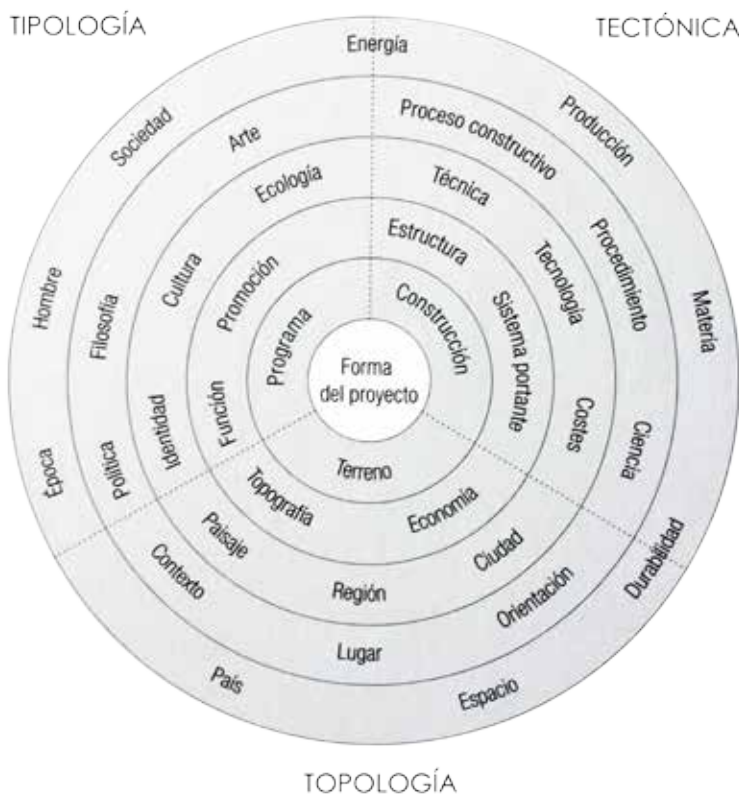 TIPOLOGÍA
TECTÓNICA
Energía
Sociedad
Producción
Arte
Proceso constructivo
Ecología
Técnica
Hombre
Filosofía
Cultura
Promoción
Estructura
Tecnología
Procedimiento
Matería
Programa
Construcción
Sistema portante
Forma
del proyecto
Época
Política
Identidad
Función
Costes
Ciencia
Terreno
Topografía
Economía
Paisaje
Ciudad
Contexto
Región
Orientación
Durabilidad
Lugar
País
Espacio
TOPOLOGÍA